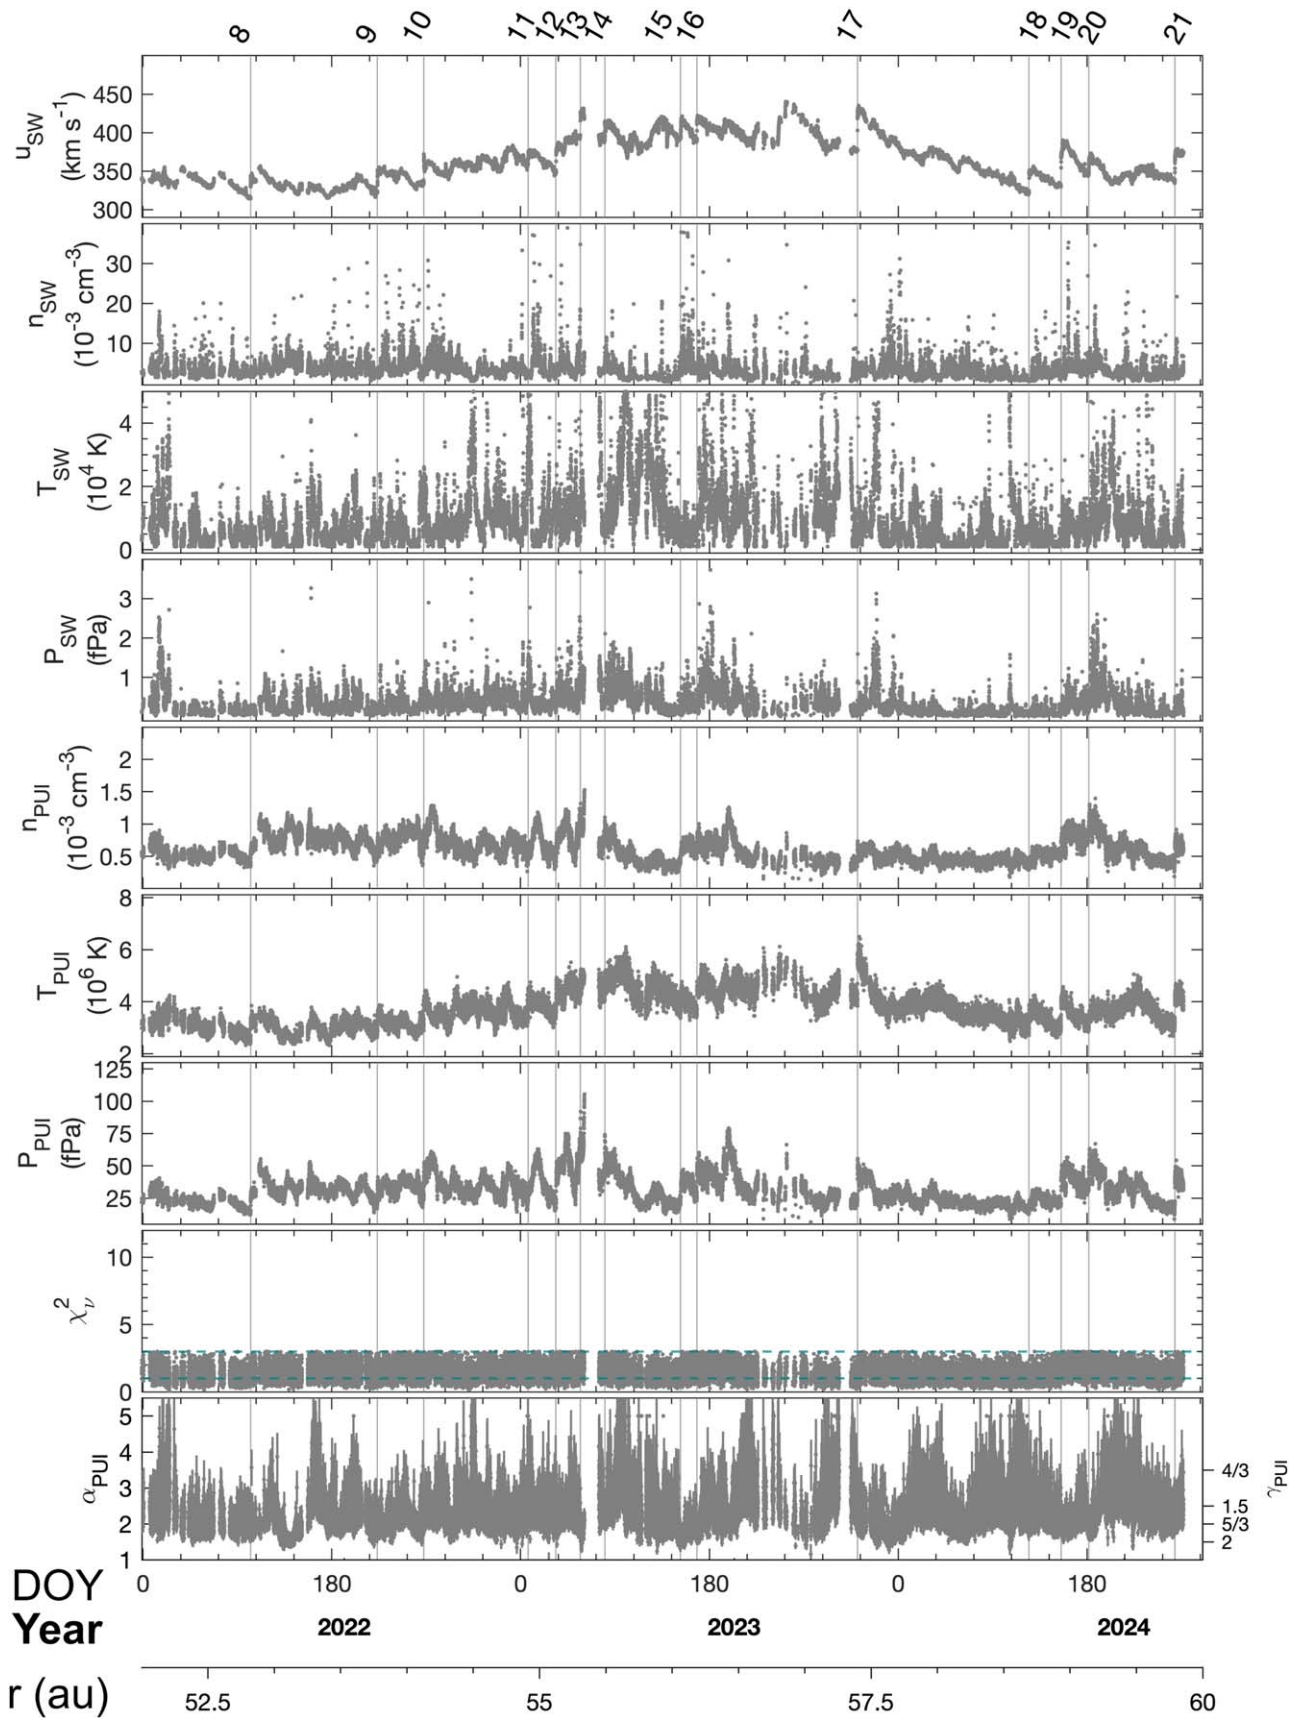 8 9 10 11 12 13 14 15 16 17 18 19 20 21
u_SW (km s⁻¹)
450
400
350
300
n_SW (10⁻³ cm⁻³)
30
20
10
T_SW (10⁴ K)
4
2
0
P_SW (fPa)
3
2
1
n_PUI (10⁻³ cm⁻³)
2
1.5
1
0.5
T_PUI (10⁶ K)
8
6
4
2
P_PUI (fPa)
125
100
75
50
25
χ²_ν
10
5
0
α_PUI
5
4
3
2
1
4/3
1.5
5/3
2
γ_PUI
DOY 0 180 0 180 0 180
Year 2022 2023 2024
r (au) 52.5 55 57.5 60